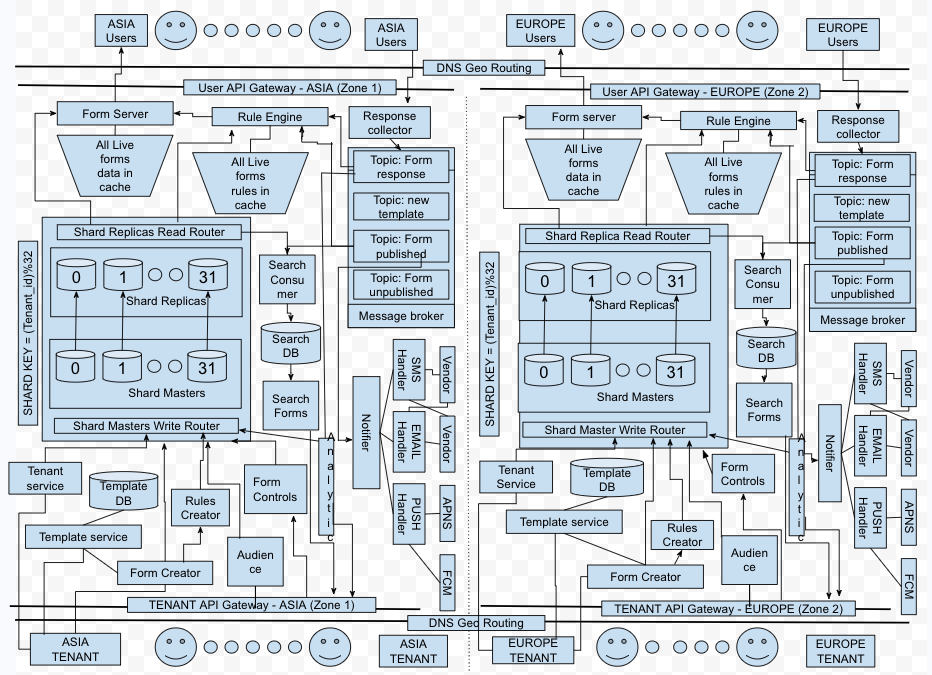 ASIA
Users
ASIA
Users
EUROPE
Users
EUROPE
Users
DNS Geo Routing
User API Gateway - ASIA (Zone 1)
User API Gateway - EUROPE (Zone 2)
Form Server
Rule Engine
Response
collector
All Live
forms
data in
cache
All Live
forms
rules in
cache
Topic: Form
response
Topic: new
template
Topic: Form
published
Topic: Form
unpublished
Message broker
SHARD KEY = (Tenant_id)%32
Shard Replicas Read Router
0
1
31
Shard Replicas
0
1
31
Shard Masters
Shard Masters Write Router
Search
Consu
mer
Search
DB
Search
Forms
Notifier
SMS
Handler
EMAIL
Handler
PUSH
Handler
Vendor
Vendor
APNS
FCM
Analytic
Tenant
service
Template
DB
Rules
Creator
Form
Controls
Template service
Form Creator
Audien
ce
TENANT API Gateway - ASIA (Zone 1)
Form server
Rule Engine
Response
collector
All Live
forms
data in
cache
All Live
forms
rules in
cache
Topic: Form
response
Topic: new
template
Topic: Form
published
Topic: Form
unpublished
Message broker
SHARD KEY = (Tenant_id)%32
Shard Replica Read Router
0
1
31
Shard Replicas
0
1
31
Shard Masters
Shard Master Write Router
Search
Consu
mer
Search
DB
Search
Forms
Notifier
SMS
Handler
EMAIL
Handler
PUSH
Handler
Vendor
Vendor
APNS
FCM
Analytic
Tenant
Service
Template
DB
Form
Controls
Template service
Rules
Creator
Form Creator
Audien
ce
TENANT API Gateway - EUROPE (Zone 2)
DNS Geo Routing
ASIA
TENANT
ASIA
TENANT
EUROPE
TENANT
EUROPE
TENANT